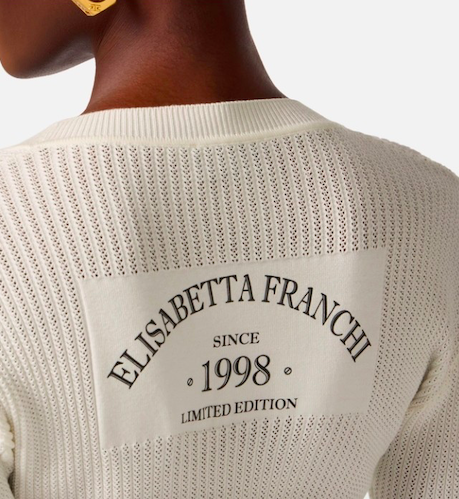 ELISABETTA FRANCHI
SINCE
1998
LIMITED EDITION